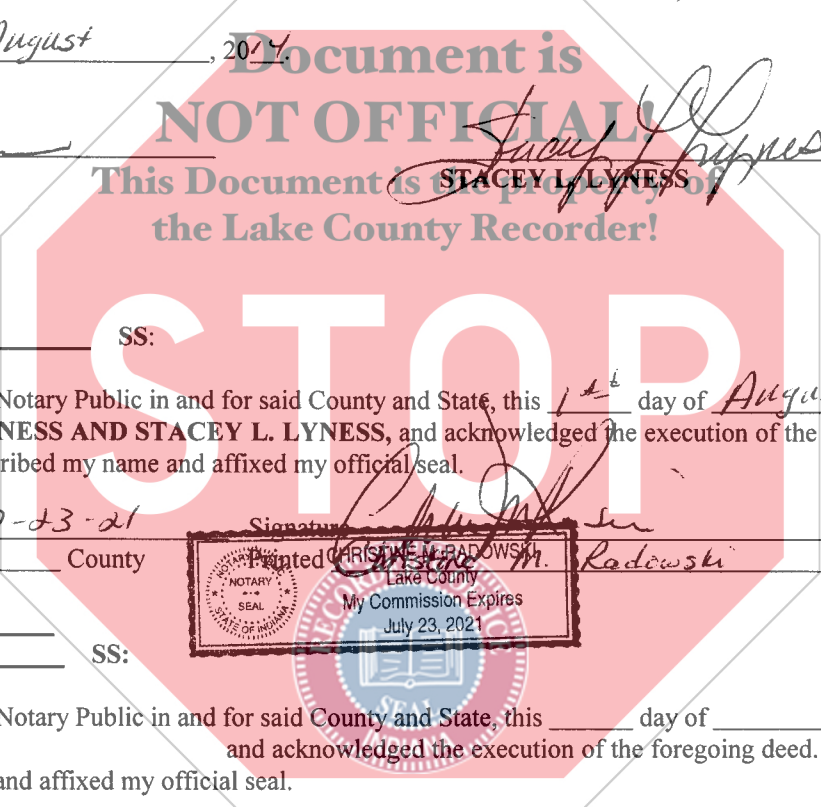 August, 2014.
Document is
NOT OFFICIAL!
STACEY L. LYNESS
This Document is the property of
the Lake County Recorder!
STOP
SS:
Notary Public in and for said County and State, this 1st day of Augu
NESS AND STACEY L. LYNESS, and acknowledged the execution of the
ribed my name and affixed my official seal.
-23-21 Signature
County Printed Christine M. Radowski
CHRISTINE M. RADOWSKI
Lake County
My Commission Expires
July 23, 2021
NOTARY PUBLIC
NOTARY
SEAL
STATE OF INDIANA
SS:
Notary Public in and for said County and State, this ______ day of
and acknowledged the execution of the foregoing deed.
and affixed my official seal.
SEAL
INDIANA